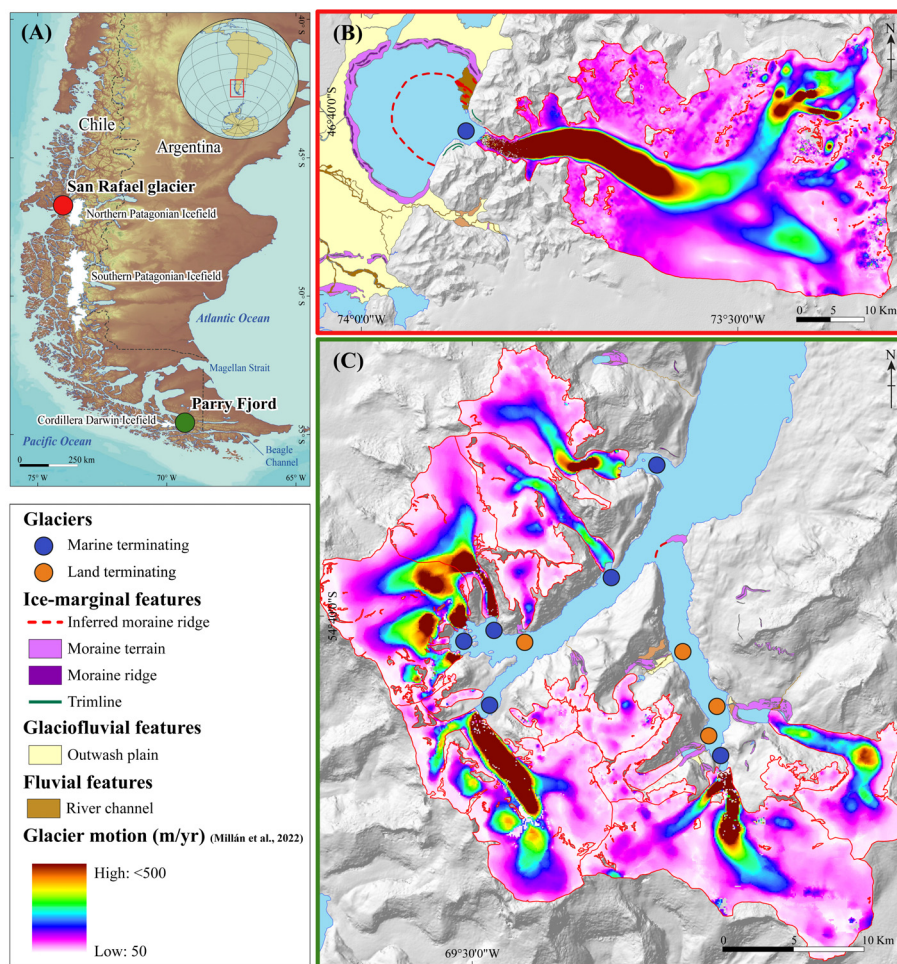 (A)
40° S
Chile
Argentina
45° S
San Rafael glacier
Northern Patagonian Icefield
Southern Patagonian Icefield
50° S
Atlantic Ocean
Magellan Strait
Parry Fjord
Cordillera Darwin Icefield
Pacific Ocean
55° S
Beagle
Channel
0 250 km
75° W
70° W
65° W
(B)
N
46°40'0"S
74°0'0"W
73°30'0"W
0 5 10 Km
(C)
N
54°40'0"S
69°30'0"W
0 5 10 Km
Glaciers
Marine terminating
Land terminating
Ice-marginal features
Inferred moraine ridge
Moraine terrain
Moraine ridge
Trimline
Glaciofluvial features
Outwash plain
Fluvial features
River channel
Glacier motion (m/yr) (Millán et al., 2022)
High: <500
Low: 50